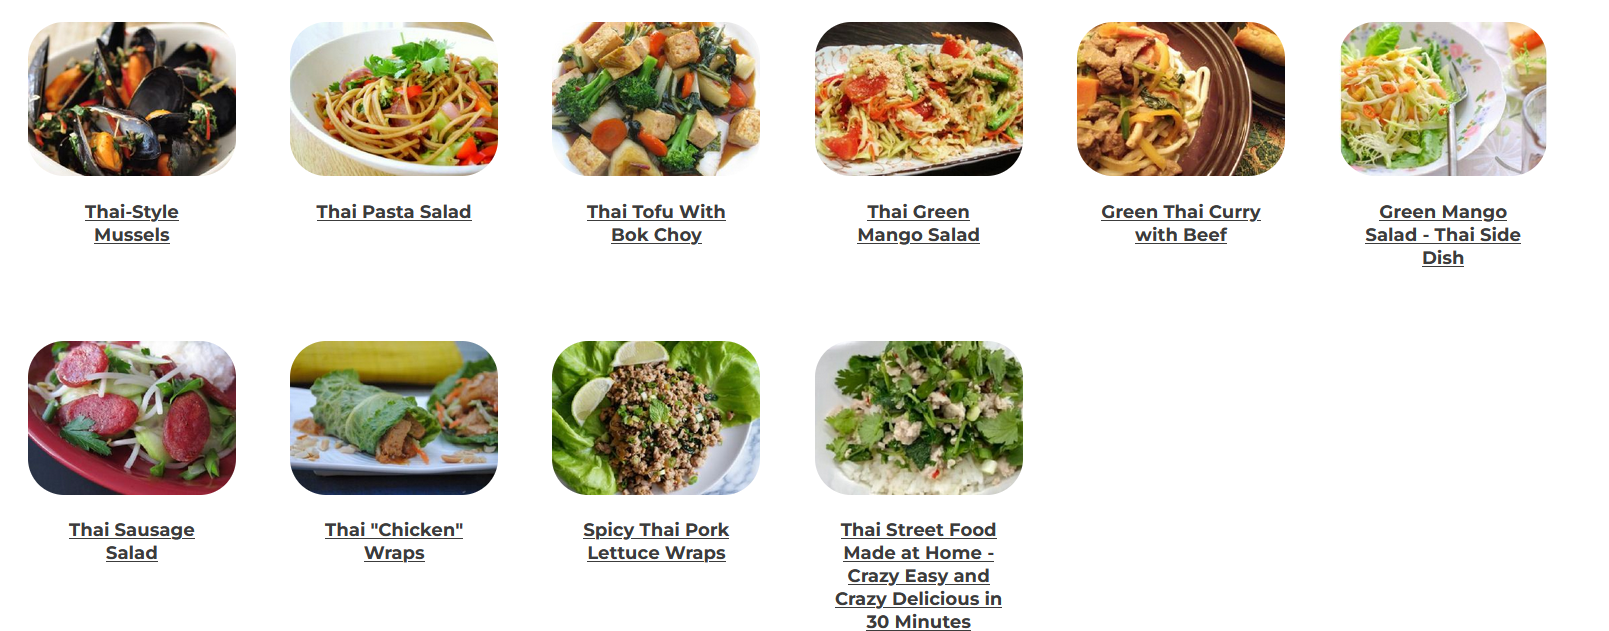 Thai-Style
Mussels
Thai Pasta Salad
Thai Tofu With
Bok Choy
Thai Green
Mango Salad
Green Thai Curry
with Beef
Green Mango
Salad - Thai Side
Dish
Thai Sausage
Salad
Thai "Chicken"
Wraps
Spicy Thai Pork
Lettuce Wraps
Thai Street Food
Made at Home -
Crazy Easy and
Crazy Delicious in
30 Minutes